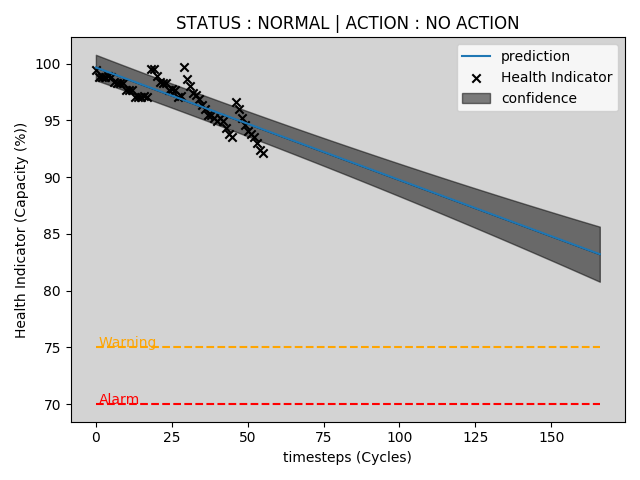 STATUS : NORMAL | ACTION : NO ACTION
prediction
Health Indicator
confidence
Health Indicator (Capacity (%))
100
95
90
85
80
75
70
Warning
Alarm
0
25
50
75
100
125
150
timesteps (Cycles)